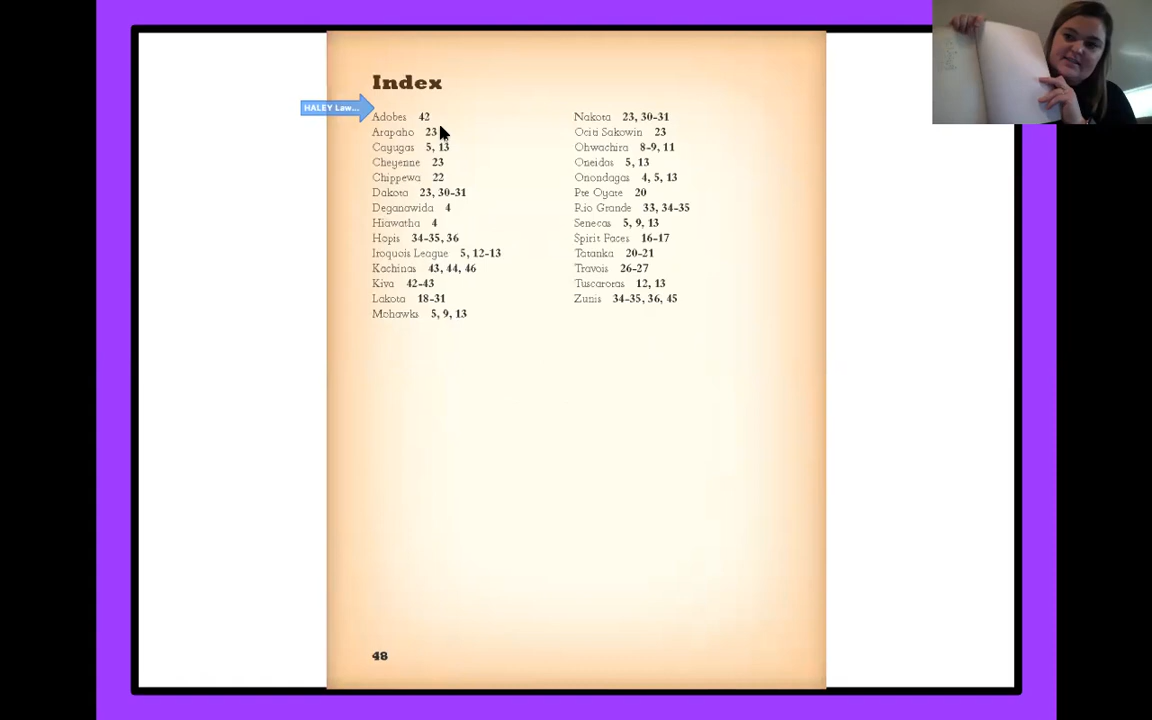 Index
HALEY Law...
Adobes 42
Arapaho 23
Cayugas 5, 13
Cheyenne 23
Chippewa 22
Dakota 23, 30-31
Deganawida 4
Hiawatha 4
Hopis 34-35, 36
Iroquois League 5, 12-13
Kachinas 43, 44, 46
Kiva 42-43
Lakota 18-31
Mohawks 5, 9, 13
Nakota 23, 30-31
Ociti Sakowin 23
Ohwachira 8-9, 11
Oneidas 5, 13
Onondagas 4, 5, 13
Pte Oyate 20
Rio Grande 33, 34-35
Senecas 5, 9, 13
Spirit Faces 16-17
Tatanka 20-21
Travois 26-27
Tuscaroras 12, 13
Zunis 34-35, 36, 45
48